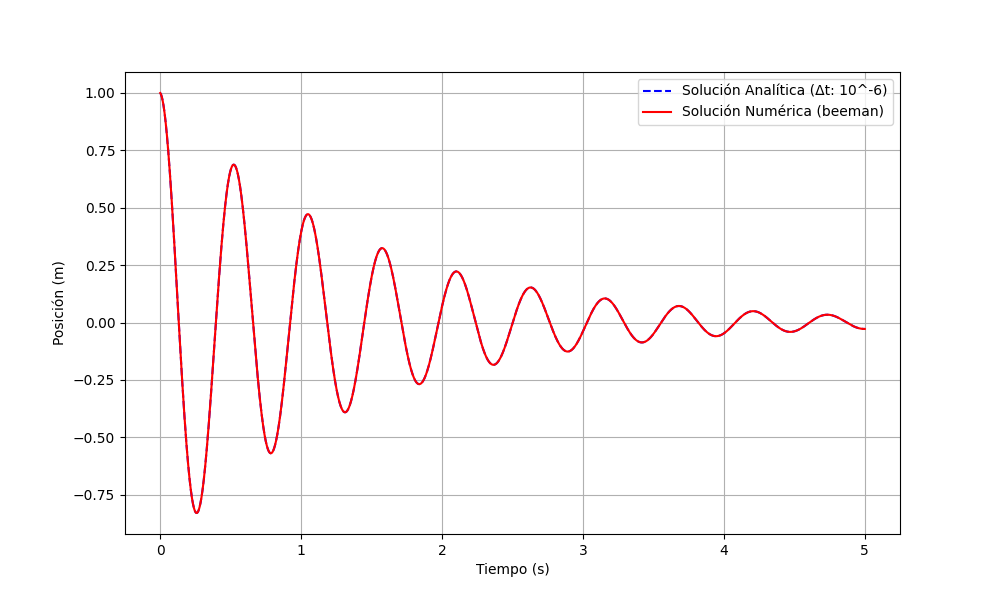 Solución Analítica (Δt: 10^-6)
Solución Numérica (beeman)
1.00
0.75
0.50
0.25
0.00
−0.25
−0.50
−0.75
Posición (m)
0 1 2 3 4 5
Tiempo (s)